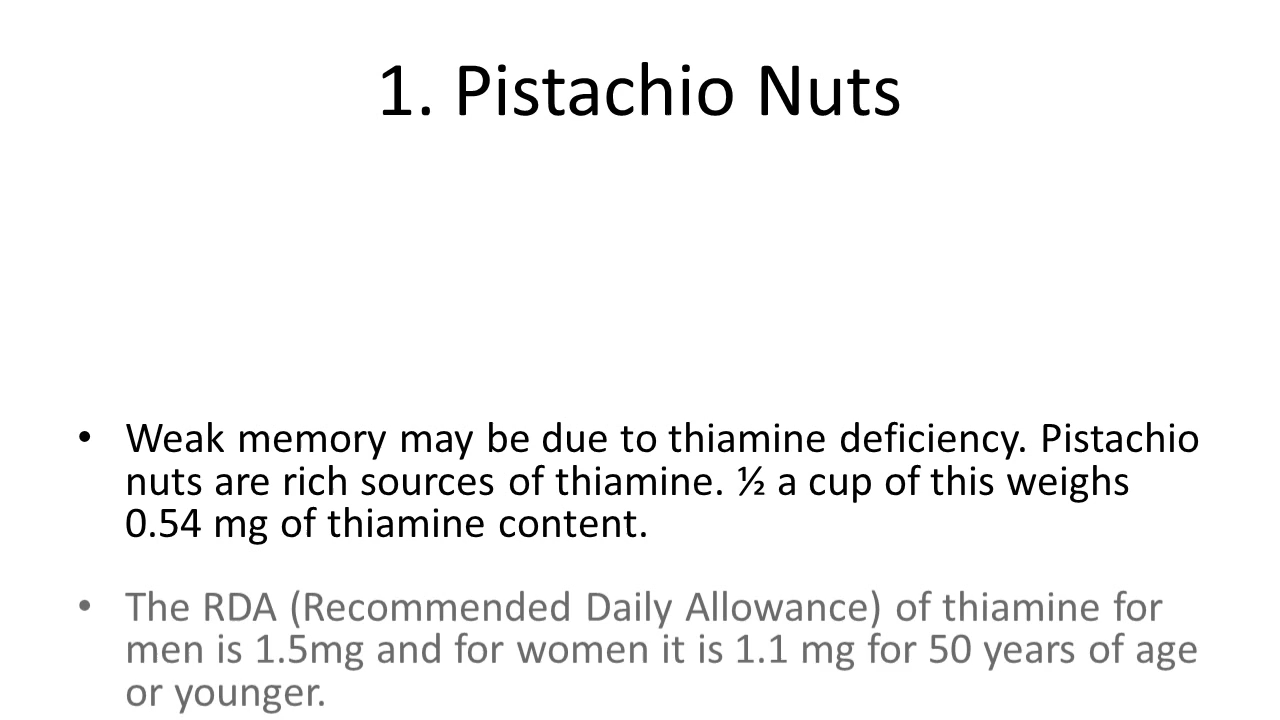 1. Pistachio Nuts
• Weak memory may be due to thiamine deficiency. Pistachio
nuts are rich sources of thiamine. ½ a cup of this weighs
0.54 mg of thiamine content.
• The RDA (Recommended Daily Allowance) of thiamine for
men is 1.5mg and for women it is 1.1 mg for 50 years of age
or younger.